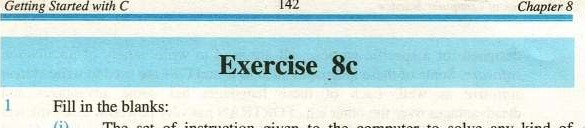 Getting Started with C 142 Chapter 8
Exercise 8c
1 Fill in the blanks:
(i) The set of instruction given to the computer to solve any kind of